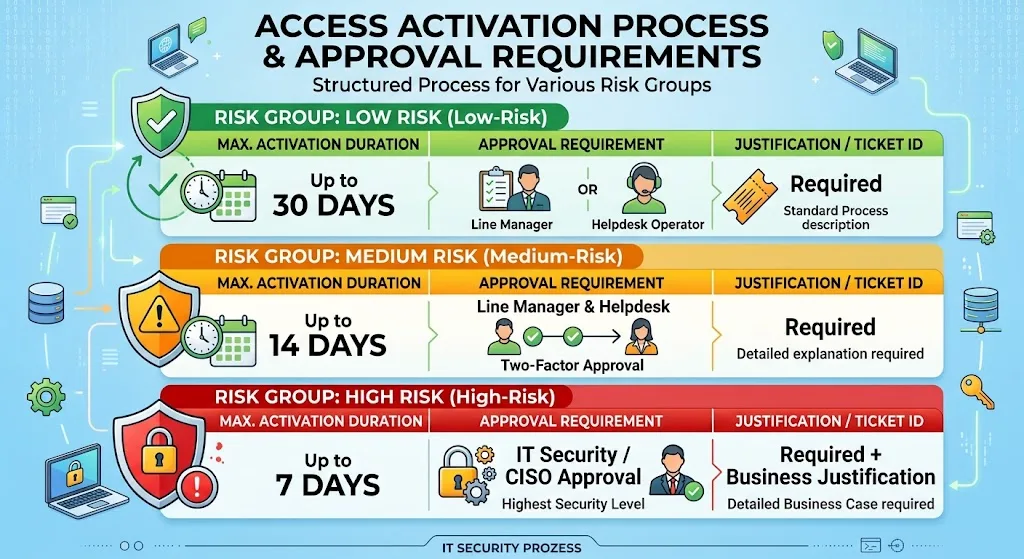 ACCESS ACTIVATION PROCESS
& APPROVAL REQUIREMENTS
Structured Process for Various Risk Groups
RISK GROUP: LOW RISK (Low-Risk)
MAX. ACTIVATION DURATION
APPROVAL REQUIREMENT
JUSTIFICATION / TICKET ID
Up to
30 DAYS
OR
Line Manager
Helpdesk Operator
Required
Standard Process
description
RISK GROUP: MEDIUM RISK (Medium-Risk)
MAX. ACTIVATION DURATION
APPROVAL REQUIREMENT
JUSTIFICATION / TICKET ID
Up to
14 DAYS
Line Manager & Helpdesk
Two-Factor Approval
Required
Detailed explanation required
RISK GROUP: HIGH RISK (High-Risk)
MAX. ACTIVATION DURATION
APPROVAL REQUIREMENT
JUSTIFICATION / TICKET ID
Up to
7 DAYS
IT Security /
CISO Approval
Highest Security Level
Required +
Business Justification
Detailed Business Case required
IT SECURITY PROZESS